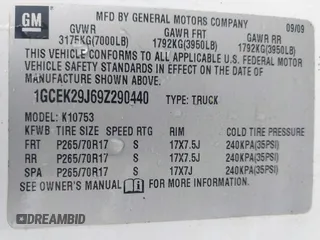 GM
MFD BY GENERAL MOTORS COMPANY 09/09
GVWR GAWR FRT GAWR RR
3175KG(7000LB) 1792KG(3950LB) 1792KG(3950LB)
THIS VEHICLE CONFORMS TO ALL APPLICABLE U.S. FEDERAL MOTOR
VEHICLE SAFETY STANDARDS IN EFFECT ON THE DATE OF
MANUFACTURE SHOWN ABOVE.
1GCEK29J69Z290440 TYPE: TRUCK
MODEL: K10753
KFWB TIRE SIZE SPEED RTG RIM COLD TIRE PRESSURE
FRT P265/70R17 S 17X7.5J 240KPA(35PSI)
RR P265/70R17 S 17X7.5J 240KPA(35PSI)
SPA P265/70R17 S 17X7J 240KPA(35PSI)
SEE OWNER'S MANUAL FOR ADDITIONAL INFORMATION.
DREAMBID